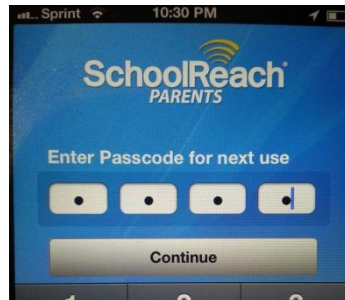 Sprint 10:30 PM
SchoolReach
PARENTS
Enter Passcode for next use
Continue